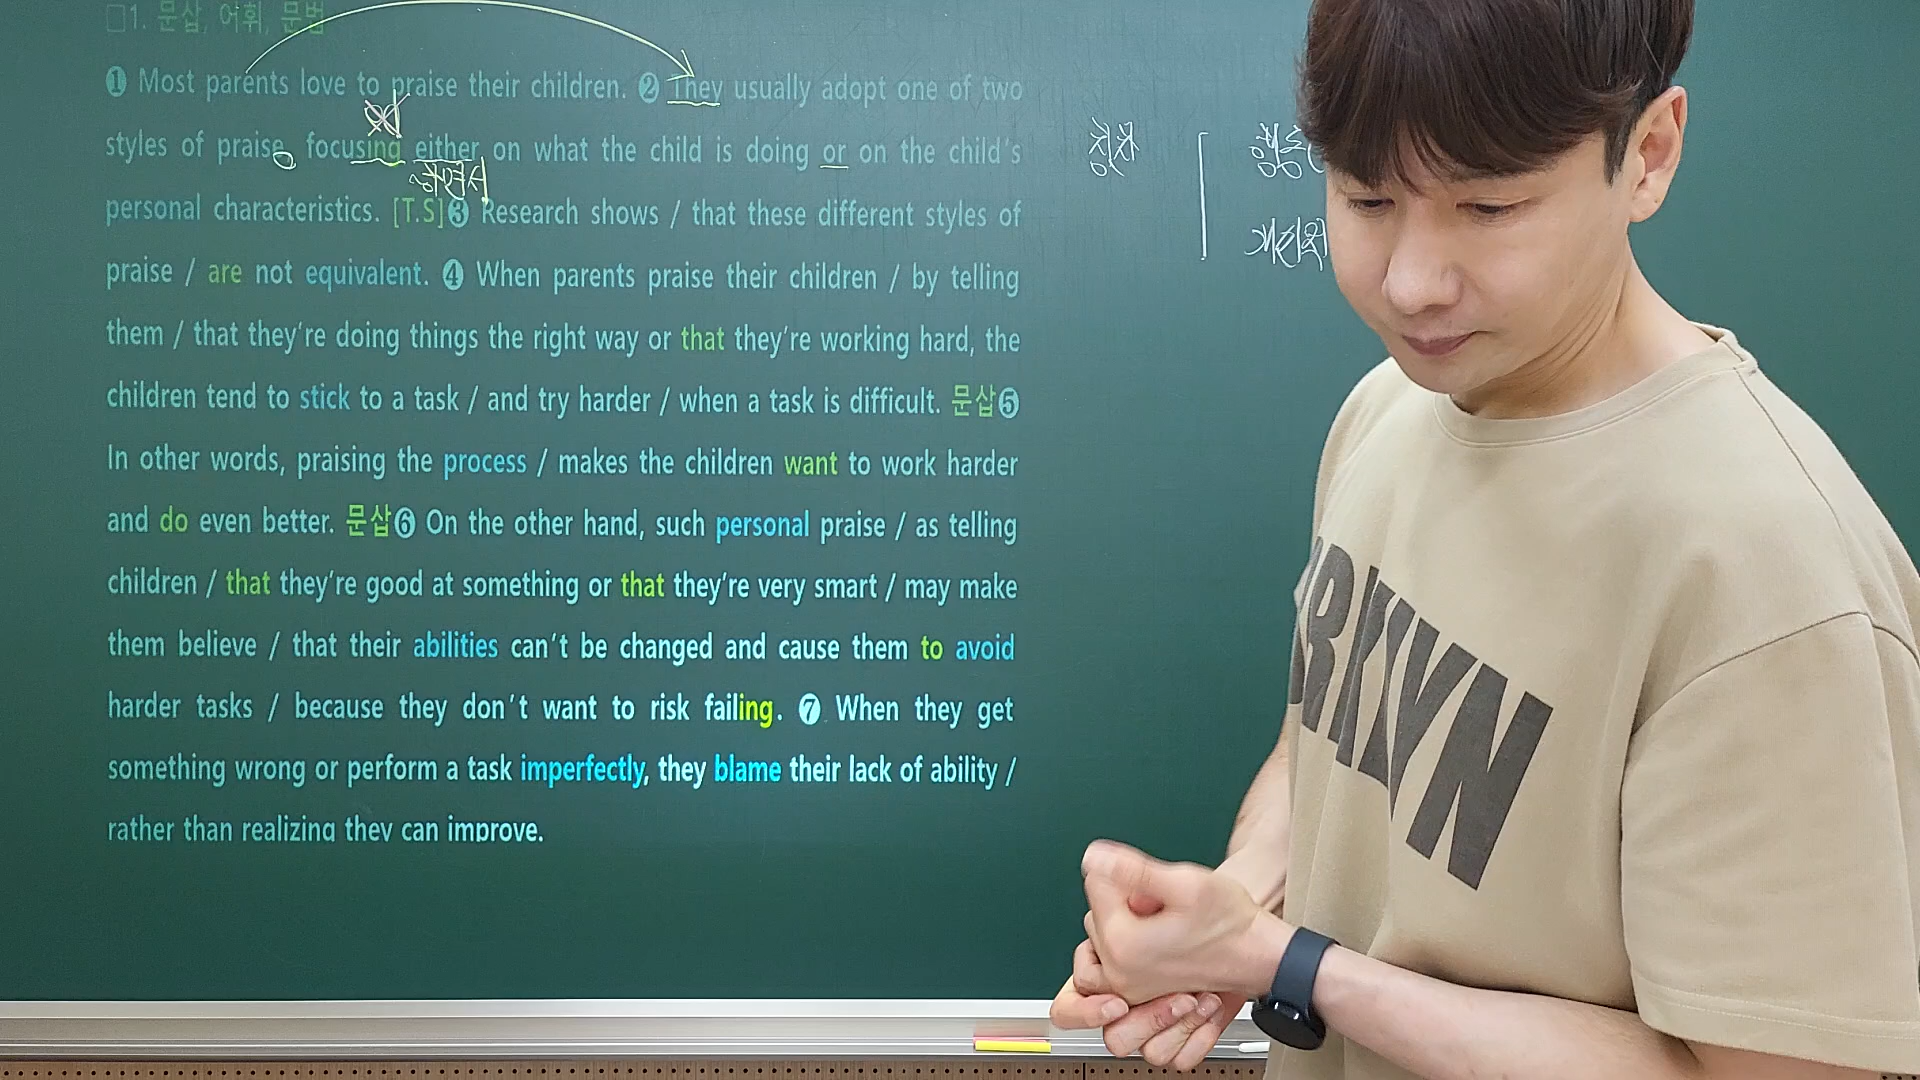 □1. 문삽, 어휘, 문법
❶ Most parents love to praise their children. ❷ They usually adopt one of two
styles of praise, focusing either on what the child is doing or on the child's
personal characteristics. [T.S]❸ Research shows / that these different styles of
praise / are not equivalent. ❹ When parents praise their children / by telling
them / that they're doing things the right way or that they're working hard, the
children tend to stick to a task / and try harder / when a task is difficult. 문삽❺
In other words, praising the process / makes the children want to work harder
and do even better. 문삽❻ On the other hand, such personal praise / as telling
children / that they're good at something or that they're very smart / may make
them believe / that their abilities can't be changed and cause them to avoid
harder tasks / because they don't want to risk failing. ❼ When they get
something wrong or perform a task imperfectly, they blame their lack of ability /
rather than realizing they can improve.
칭찬
RKLYN